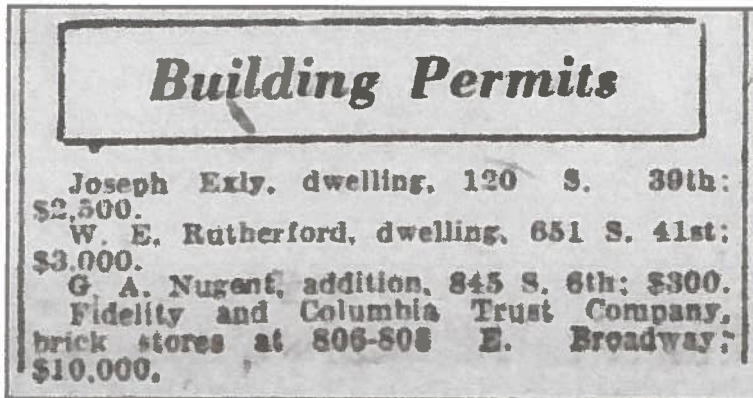 Building Permits
Joseph Exly, dwelling, 120 S. 39th;
$2,500.
W. E. Rutherford, dwelling, 651 S. 41st;
$3,000.
G. A. Nugent, addition, 845 S. 6th; $300.
Fidelity and Columbia Trust Company,
brick stores at 806-808 E. Broadway;
$10,000.